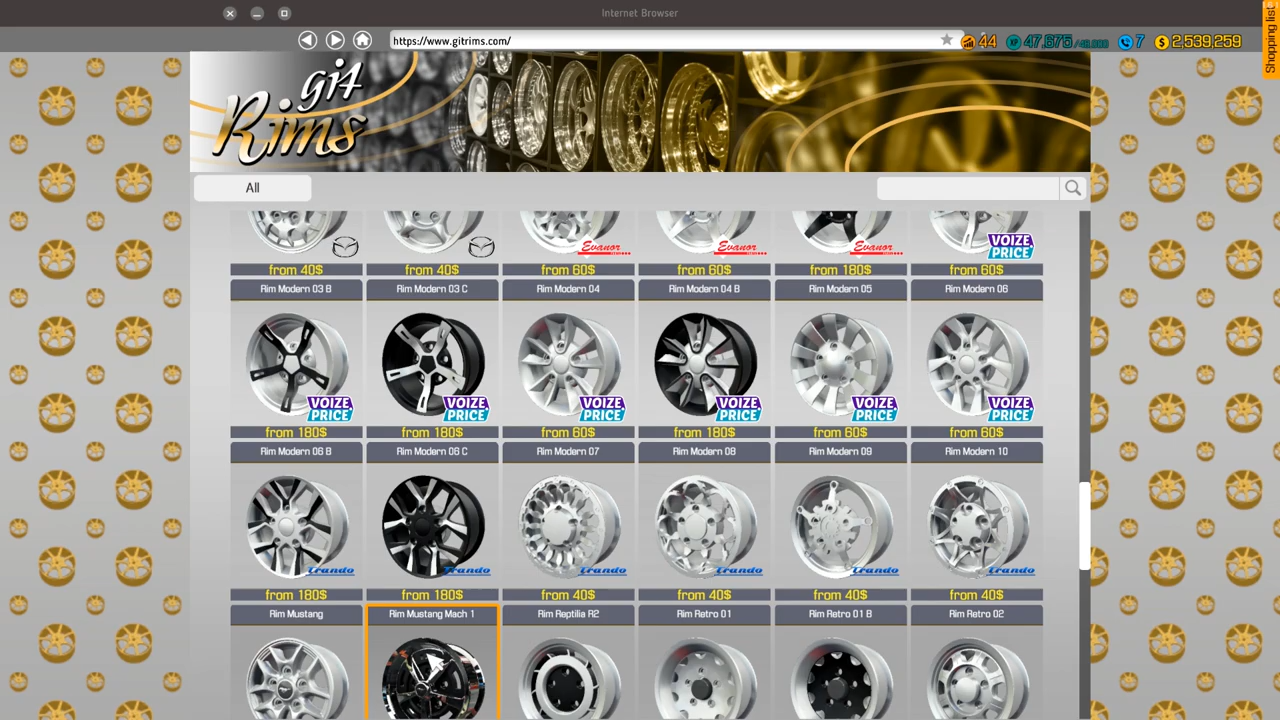 Internet Browser
https://www.gitrims.com/
44
47,675/48,000
7
2,539,259
Shopping list
git
Rims
All
Evanor
Evanor
Evanor
VOIZE PRICE
from 40$
from 40$
from 60$
from 60$
from 180$
from 60$
Rim Modern 03 B
Rim Modern 03 C
Rim Modern 04
Rim Modern 04 B
Rim Modern 05
Rim Modern 06
VOIZE PRICE
VOIZE PRICE
VOIZE PRICE
VOIZE PRICE
VOIZE PRICE
VOIZE PRICE
from 180$
from 180$
from 60$
from 180$
from 60$
from 60$
Rim Modern 06 B
Rim Modern 06 C
Rim Modern 07
Rim Modern 08
Rim Modern 09
Rim Modern 10
Trando
Trando
Trando
Trando
Trando
Trando
from 180$
from 180$
from 40$
from 40$
from 40$
from 40$
Rim Mustang
Rim Mustang Mach 1
Rim Reptilia R2
Rim Retro 01
Rim Retro 01 B
Rim Retro 02